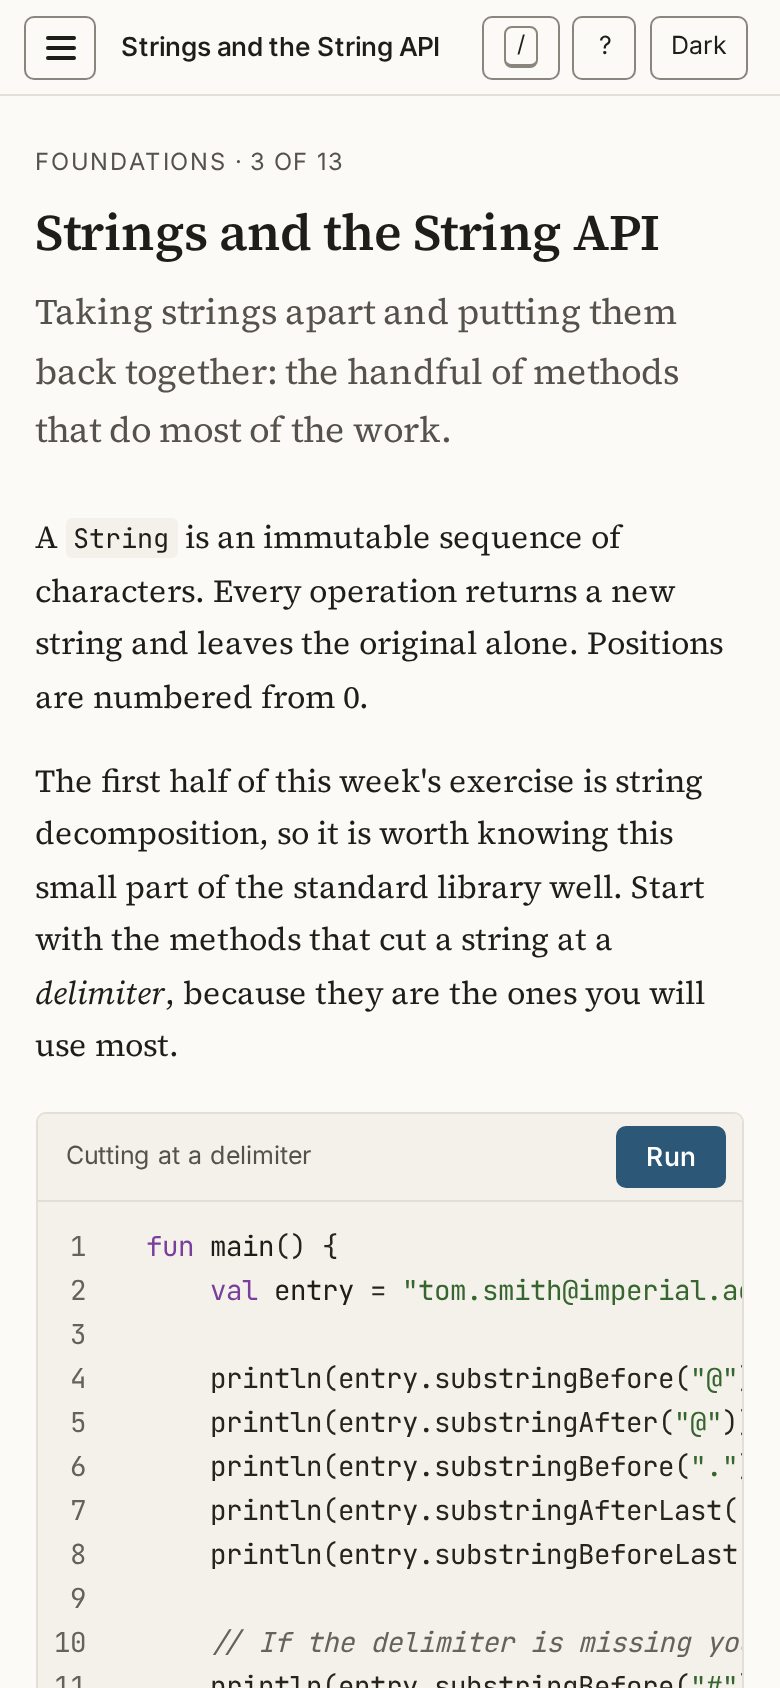 Strings and the String API
/
?
Dark
FOUNDATIONS · 3 OF 13
Strings and the String API
Taking strings apart and putting them
back together: the handful of methods
that do most of the work.
A String is an immutable sequence of
characters. Every operation returns a new
string and leaves the original alone. Positions
are numbered from 0.
The first half of this week's exercise is string
decomposition, so it is worth knowing this
small part of the standard library well. Start
with the methods that cut a string at a
delimiter, because they are the ones you will
use most.
Cutting at a delimiter
Run
1 fun main() {
2 val entry = "tom.smith@imperial.a
3
4 println(entry.substringBefore("@")
5 println(entry.substringAfter("@"))
6 println(entry.substringBefore(".")
7 println(entry.substringAfterLast(
8 println(entry.substringBeforeLast
9
10 // If the delimiter is missing yo
11 println(entry.substringBefore("#"